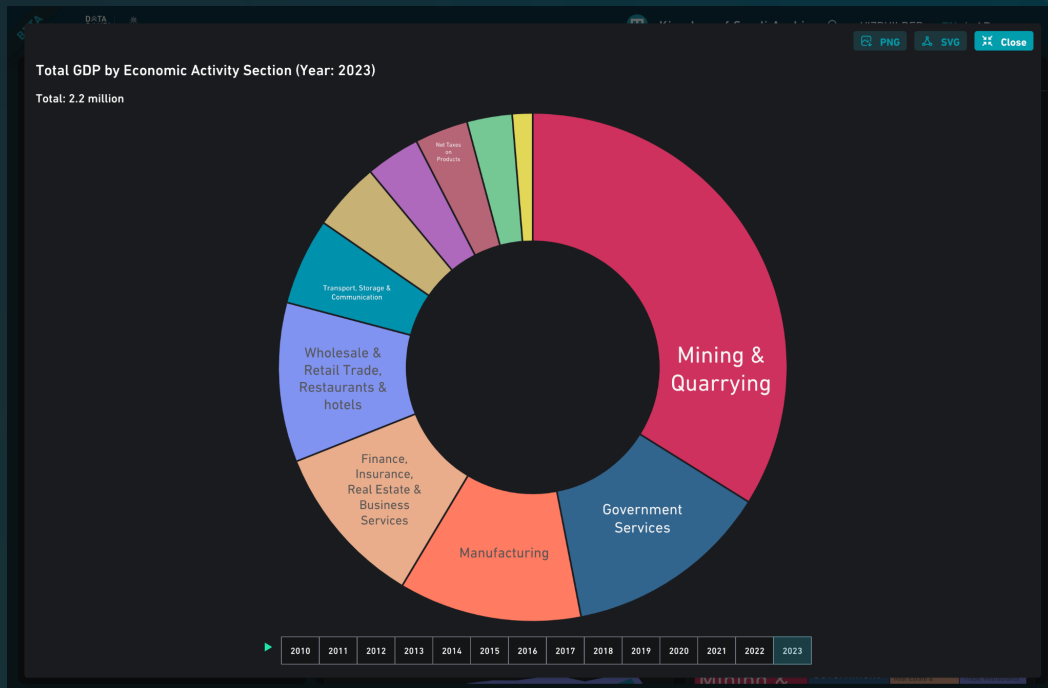 DATA
PNG
SVG
Close
Total GDP by Economic Activity Section (Year: 2023)
Total: 2.2 million
Net Taxes
on
Products
Transport, Storage &
Communication
Wholesale &
Retail Trade,
Restaurants &
hotels
Finance,
Insurance,
Real Estate &
Business
Services
Manufacturing
Government
Services
Mining &
Quarrying
2010 2011 2012 2013 2014 2015 2016 2017 2018 2019 2020 2021 2022 2023
Mining &